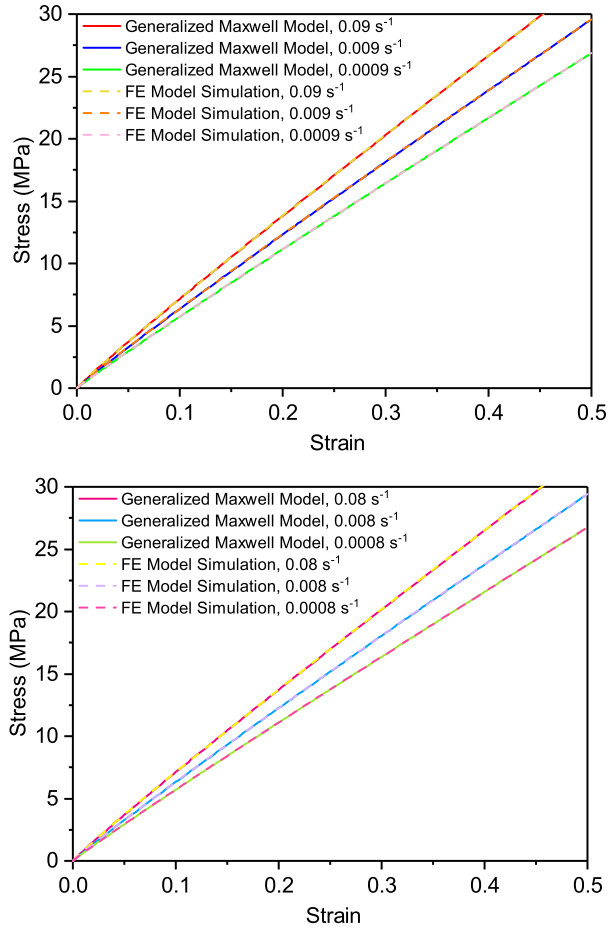 30
25
20
15
10
5
0
Stress (MPa)
Generalized Maxwell Model, 0.09 s⁻¹
Generalized Maxwell Model, 0.009 s⁻¹
Generalized Maxwell Model, 0.0009 s⁻¹
FE Model Simulation, 0.09 s⁻¹
FE Model Simulation, 0.009 s⁻¹
FE Model Simulation, 0.0009 s⁻¹
0.0 0.1 0.2 0.3 0.4 0.5
Strain
30
25
20
15
10
5
0
Stress (MPa)
Generalized Maxwell Model, 0.08 s⁻¹
Generalized Maxwell Model, 0.008 s⁻¹
Generalized Maxwell Model, 0.0008 s⁻¹
FE Model Simulation, 0.08 s⁻¹
FE Model Simulation, 0.008 s⁻¹
FE Model Simulation, 0.0008 s⁻¹
0.0 0.1 0.2 0.3 0.4 0.5
Strain